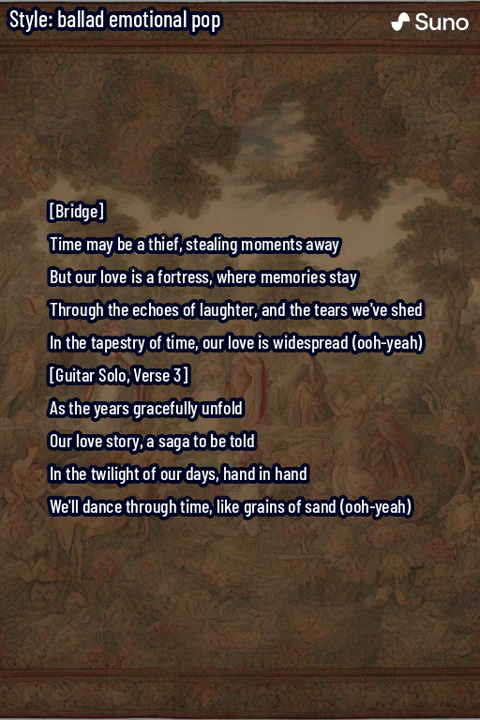 Style: ballad emotional pop
Suno
[Bridge]
Time may be a thief, stealing moments away
But our love is a fortress, where memories stay
Through the echoes of laughter, and the tears we've shed
In the tapestry of time, our love is widespread (ooh-yeah)
[Guitar Solo, Verse 3]
As the years gracefully unfold
Our love story, a saga to be told
In the twilight of our days, hand in hand
We'll dance through time, like grains of sand (ooh-yeah)